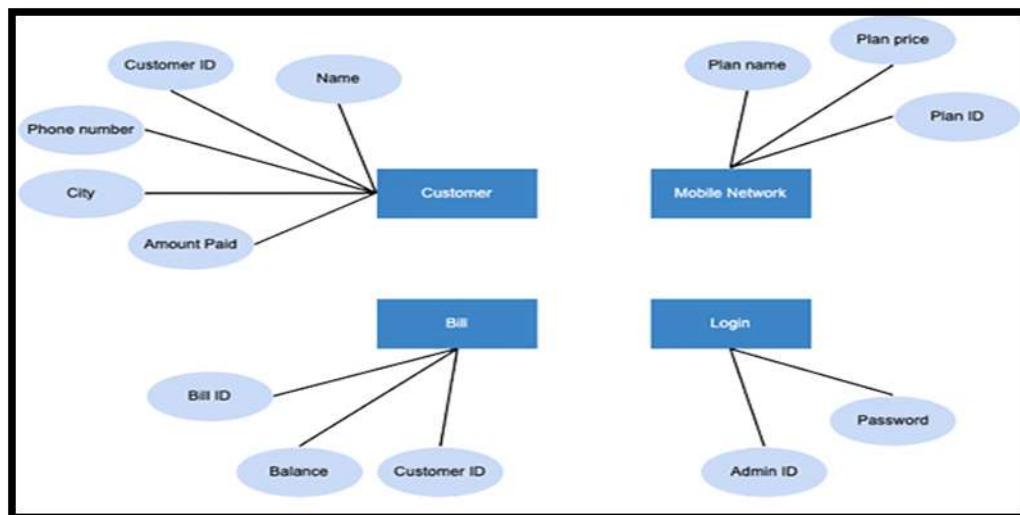 Plan price
Customer ID
Name
Plan name
Plan ID
Phone number
City
Customer
Mobile Network
Amount Paid
Bill
Login
Bill ID
Password
Balance
Customer ID
Admin ID